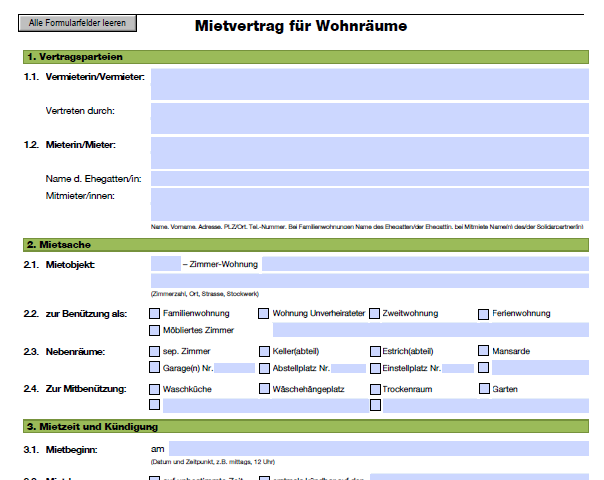 Alle Formularfelder leeren
Mietvertrag für Wohnräume
1. Vertragsparteien
1.1. Vermieterin/Vermieter:
Vertreten durch:
1.2. Mieterin/Mieter:
Name d. Ehegatten/in:
Mitmieter/innen:
Name, Vorname, Adresse, PLZ/Ort, Tel.-Nummer. Bei Familienwohnungen Name des Ehegatten/der Ehegattin, bei Mitmiete Name(n) des/der Solidarpartner(in)
2. Mietsache
2.1. Mietobjekt: – Zimmer-Wohnung
(Zimmerzahl, Ort, Strasse, Stockwerk)
2.2. zur Benützung als: Familienwohnung Wohnung Unverheirateter Zweitwohnung Ferienwohnung
Möbliertes Zimmer
2.3. Nebenräume: sep. Zimmer Keller(abteil) Estrich(abteil) Mansarde
Garage(n) Nr. Abstellplatz Nr. Einstellplatz Nr.
2.4. Zur Mitbenützung: Waschküche Wäschehängeplatz Trockenraum Garten
3. Mietzeit und Kündigung
3.1. Mietbeginn: am
(Datum und Zeitpunkt, z.B. mittags, 12 Uhr)